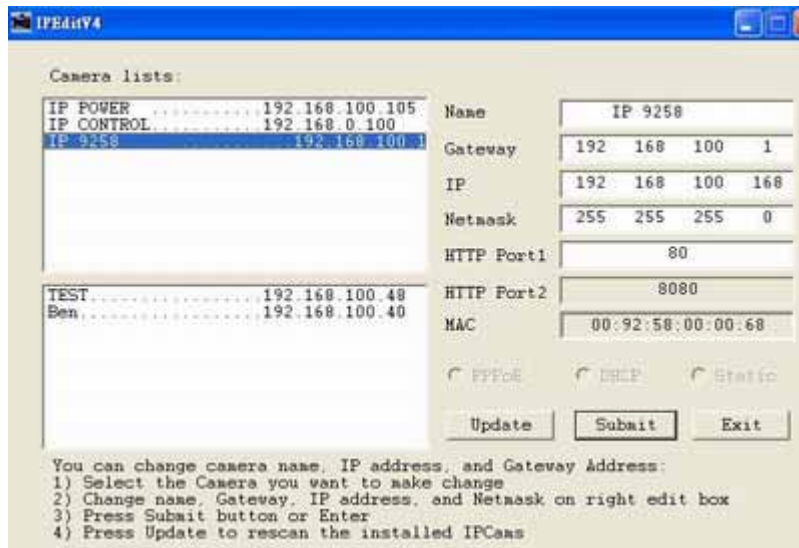 IPEditV4
Camera lists:
IP POWER ...........192.168.100.105
IP CONTROL...........192.168.0.100
IP 9258 ...............192.168.100.1
TEST.................192.168.100.48
Ben..................192.168.100.40
Name IP 9258
Gateway 192 168 100 1
IP 192 168 100 168
Netmask 255 255 255 0
HTTP Port1 80
HTTP Port2 8080
MAC 00:92:58:00:00:68
PPPoE DHCP Static
Update Submit Exit
You can change camera name, IP address, and Gateway Address:
1) Select the Camera you want to make change
2) Change name, Gateway, IP address, and Netmask on right edit box
3) Press Submit button or Enter
4) Press Update to rescan the installed IPCams